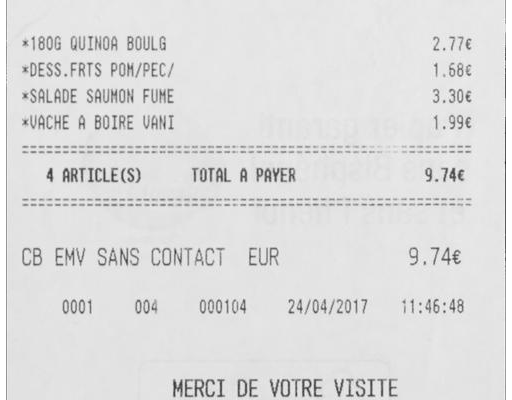 *180G QUINOA BOULG 2.77€
*DESS.FRTS POM/PEC/ 1.68€
*SALADE SAUMON FUME 3.30€
*VACHE A BOIRE VANI 1.99€
4 ARTICLE(S) TOTAL A PAYER 9.74€
CB EMV SANS CONTACT EUR 9.74€
0001 004 000104 24/04/2017 11:46:48
MERCI DE VOTRE VISITE